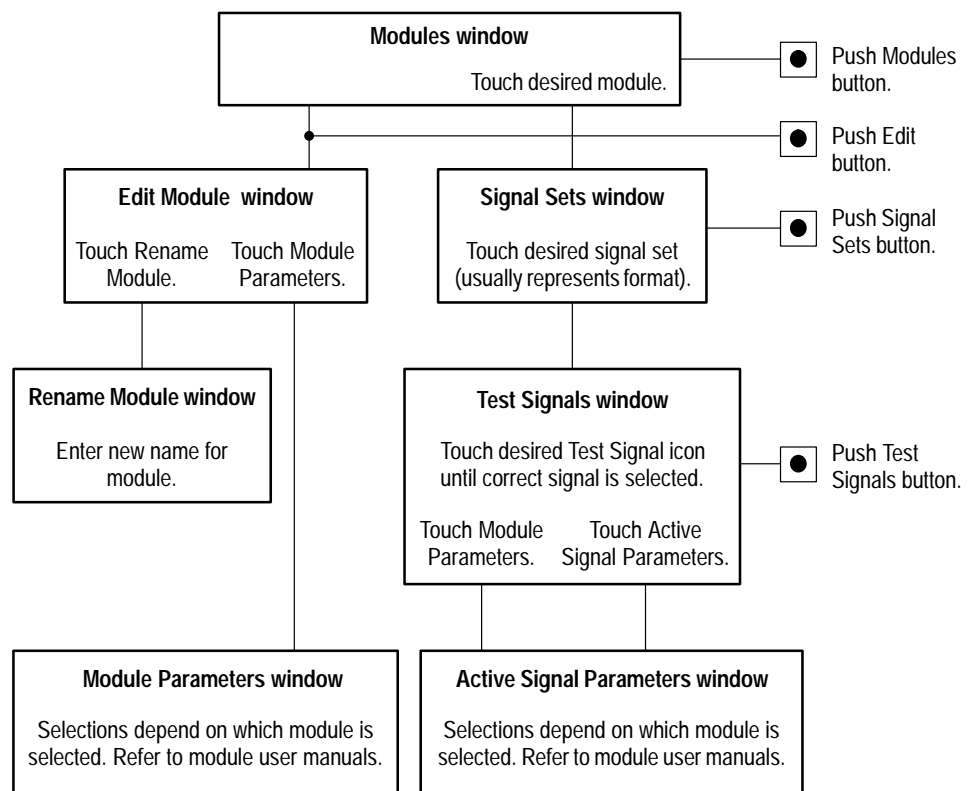 Modules window
Touch desired module.
Push Modules
button.
Push Edit
button.
Edit Module window
Touch Rename
Module.
Touch Module
Parameters.
Signal Sets window
Touch desired signal set
(usually represents format).
Push Signal
Sets button.
Rename Module window
Enter new name for
module.
Test Signals window
Touch desired Test Signal icon
until correct signal is selected.
Touch Module
Parameters.
Touch Active
Signal Parameters.
Push Test
Signals button.
Module Parameters window
Selections depend on which module is
selected. Refer to module user manuals.
Active Signal Parameters window
Selections depend on which module is
selected. Refer to module user manuals.